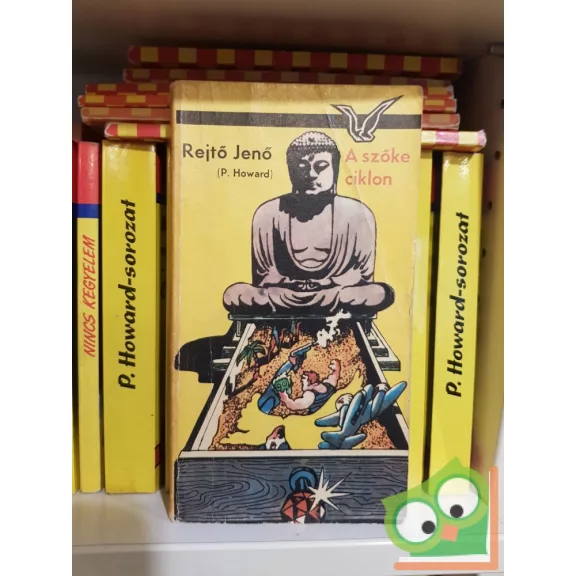 Rejtő Jenő
(P. Howard)
A szőke
ciklon
NINCS KEGYELEM
P. Howard-sorozat
P. Howard-sorozat